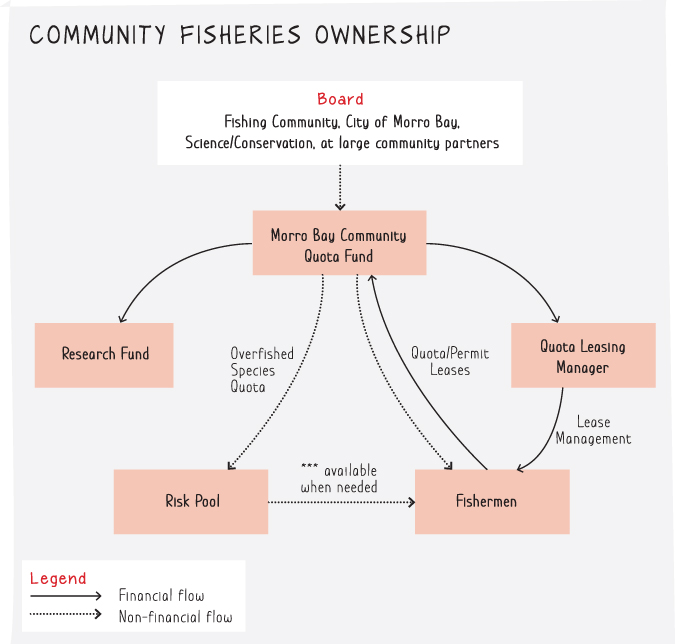 COMMUNITY FISHERIES OWNERSHIP
Board
Fishing Community, City of Morro Bay,
Science/Conservation, at large community partners
Morro Bay Community
Quota Fund
Research Fund
Overfished
Species
Quota
Quota/Permit
Leases
Quota Leasing
Manager
Lease
Management
Risk Pool
*** available
when needed
Fishermen
Legend
Financial flow
Non-financial flow